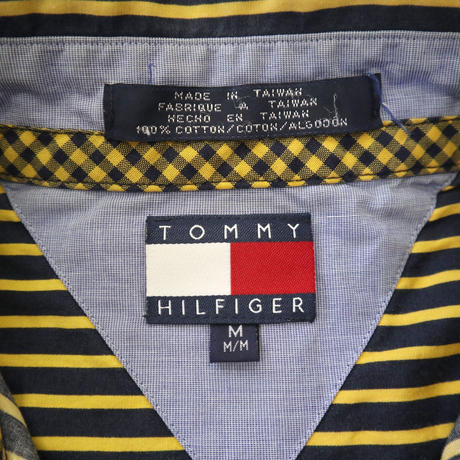 MADE IN TAIWAN
FABRIQUE A TAIWAN
HECHO EN TAIWAN
100% COTTON/COTON/ALGODON
TOMMY
HILFIGER
M
M/M